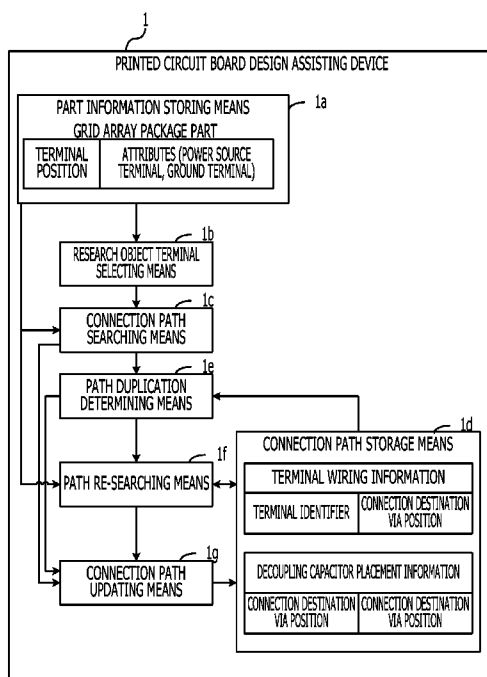 1
PRINTED CIRCUIT BOARD DESIGN ASSISTING DEVICE
1a
PART INFORMATION STORING MEANS
GRID ARRAY PACKAGE PART
TERMINAL
POSITION
ATTRIBUTES (POWER SOURCE
TERMINAL, GROUND TERMINAL)
1b
RESEARCH OBJECT TERMINAL
SELECTING MEANS
1c
CONNECTION PATH
SEARCHING MEANS
1e
PATH DUPLICATION
DETERMINING MEANS
1f
PATH RE-SEARCHING MEANS
1g
CONNECTION PATH
UPDATING MEANS
1d
CONNECTION PATH STORAGE MEANS
TERMINAL WIRING INFORMATION
TERMINAL IDENTIFIER
CONNECTION DESTINATION
VIA POSITION
DECOUPLING CAPACITOR PLACEMENT INFORMATION
CONNECTION DESTINATION
VIA POSITION
CONNECTION DESTINATION
VIA POSITION